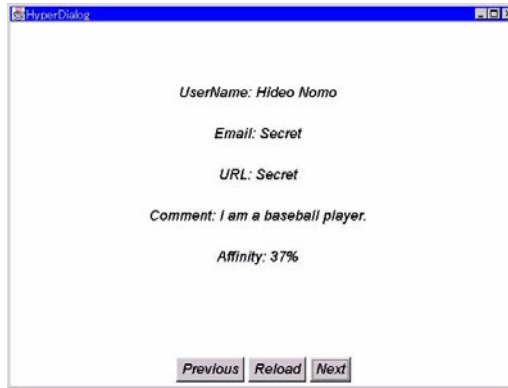 HyperDialog
UserName: Hideo Nomo
Email: Secret
URL: Secret
Comment: I am a baseball player.
Affinity: 37%
Previous Reload Next